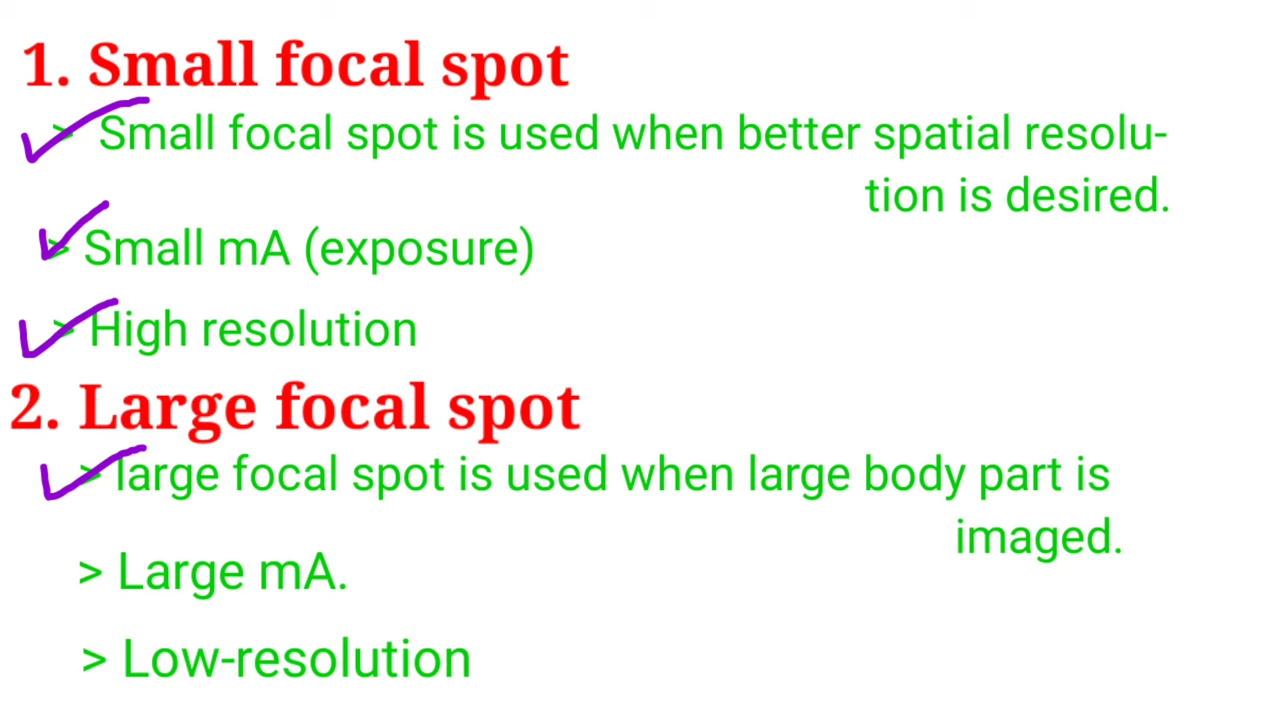 1. Small focal spot
> Small focal spot is used when better spatial resolu-
tion is desired.
> Small mA (exposure)
> High resolution
2. Large focal spot
> large focal spot is used when large body part is
imaged.
> Large mA.
> Low-resolution